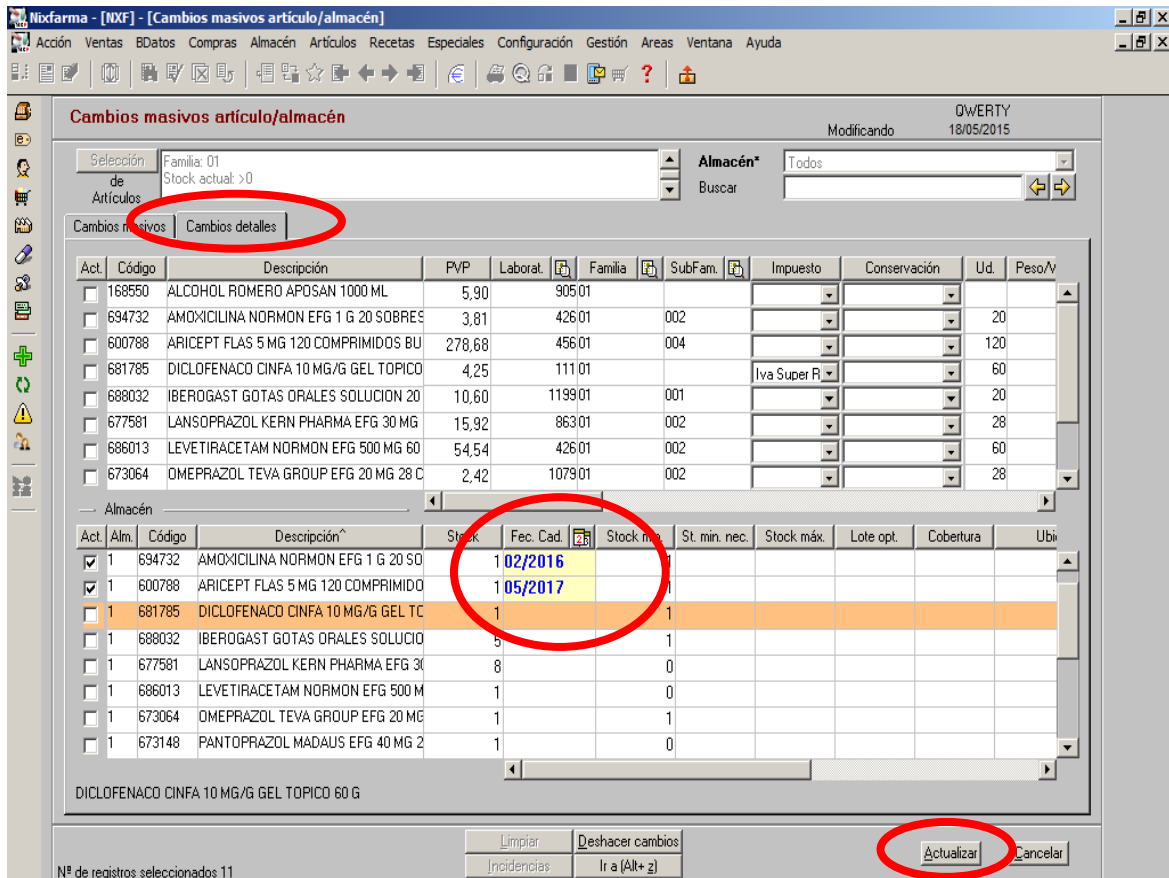 Nixfarma - [NXF] - [Cambios masivos artículo/almacén]
Acción Ventas BDatos Compras Almacén Artículos Recetas Especiales Configuración Gestión Areas Ventana Ayuda
Cambios masivos artículo/almacén
QWERTY
Modificando 18/05/2015
Selección
de
Artículos
Familia: 01
Stock actual: >0
Almacén* Todos
Buscar
Cambios masivos Cambios detalles
Act. Código Descripción PVP Laborat. Familia SubFam. Impuesto Conservación Ud. Peso/V
168550 ALCOHOL ROMERO APOSAN 1000 ML 5,90 905 01
694732 AMOXICILINA NORMON EFG 1 G 20 SOBRES 3,81 426 01 002 20
600788 ARICEPT FLAS 5 MG 120 COMPRIMIDOS BU 278,68 456 01 004 120
681785 DICLOFENACO CINFA 10 MG/G GEL TOPICO 4,25 111 01 Iva Super R 60
688032 IBEROGAST GOTAS ORALES SOLUCION 20 10,60 1199 01 001 20
677581 LANSOPRAZOL KERN PHARMA EFG 30 MG 15,92 863 01 002 28
686013 LEVETIRACETAM NORMON EFG 500 MG 60 54,54 426 01 002 60
673064 OMEPRAZOL TEVA GROUP EFG 20 MG 28 C 2,42 1079 01 002 28
Almacén
Act. Alm. Código Descripción^ Stock Fec. Cad. Stock mín. St. min. nec. Stock máx. Lote opt. Cobertura Ubi
1 694732 AMOXICILINA NORMON EFG 1 G 20 SO 1 02/2016 1
1 600788 ARICEPT FLAS 5 MG 120 COMPRIMIDO 1 05/2017 1
1 681785 DICLOFENACO CINFA 10 MG/G GEL TO 1 1
1 688032 IBEROGAST GOTAS ORALES SOLUCIO 5 1
1 677581 LANSOPRAZOL KERN PHARMA EFG 30 8 0
1 686013 LEVETIRACETAM NORMON EFG 500 M 1 0
1 673064 OMEPRAZOL TEVA GROUP EFG 20 MG 1 1
1 673148 PANTOPRAZOL MADAUS EFG 40 MG 2 1 0
DICLOFENACO CINFA 10 MG/G GEL TOPICO 60 G
Limpiar Deshacer cambios Actualizar Cancelar
Incidencias Ir a (Alt+ z)
Nº de registros seleccionados 11